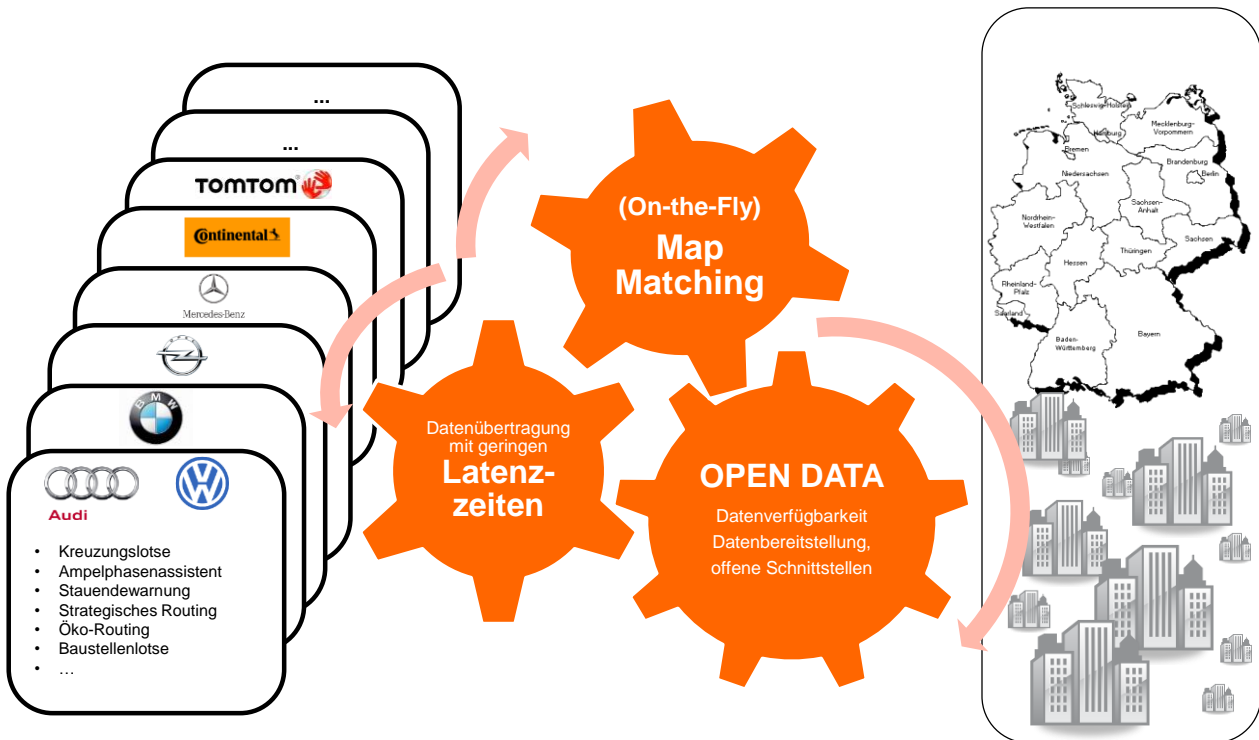 ...
...
TOMTOM
Continental
Mercedes-Benz
BMW
Audi
VW
• Kreuzungslotse
• Ampelphasenassistent
• Stauendewarnung
• Strategisches Routing
• Öko-Routing
• Baustellenlotse
• …
(On-the-Fly)
Map
Matching
Datenübertragung
mit geringen
Latenz-
zeiten
OPEN DATA
Datenverfügbarkeit
Datenbereitstellung,
offene Schnittstellen
Schleswig-Holstein
Mecklenburg-
Vorpommern
Hamburg
Bremen
Brandenburg
Berlin
Niedersachsen
Sachsen-
Anhalt
Nordrhein-
Westfalen
Sachsen
Thüringen
Hessen
Rheinland-
Pfalz
Saarland
Bayern
Baden-
Württemberg